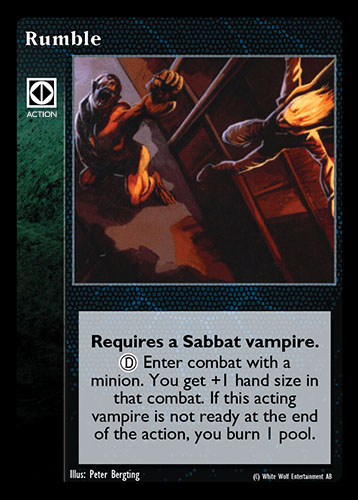 Rumble
ACTION
Requires a Sabbat vampire.
Ⓓ Enter combat with a
minion. You get +1 hand size in
that combat. If this acting
vampire is not ready at the end
of the action, you burn 1 pool.
Illus: Peter Bergting
(C) White Wolf Entertainment AB